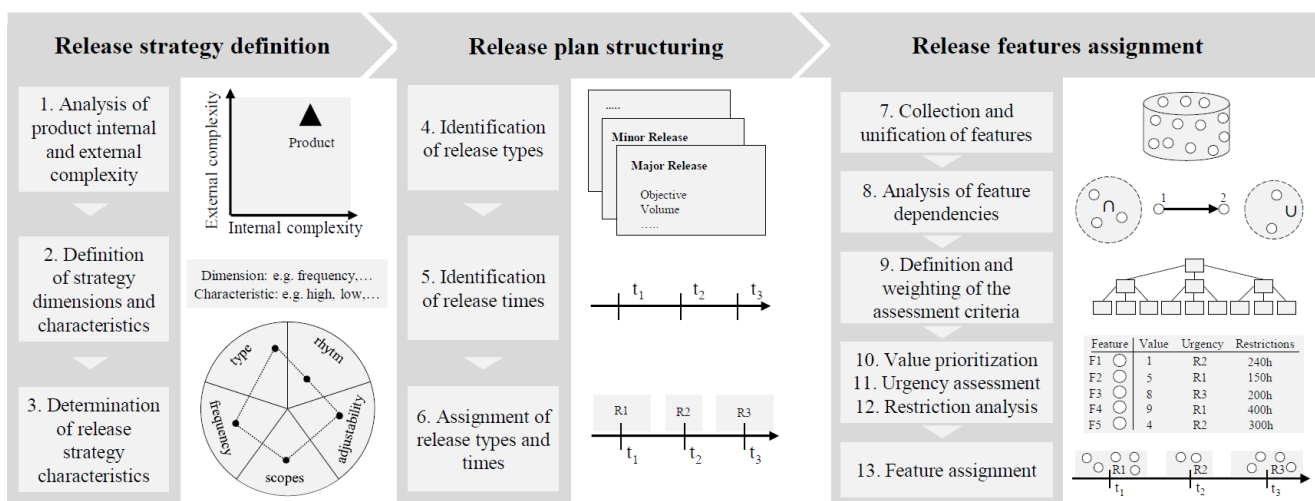 Release strategy definition
Release plan structuring
Release features assignment
1. Analysis of
product internal
and external
complexity
External complexity
Product
Internal complexity
2. Definition
of strategy
dimensions and
characteristics
Dimension: e.g. frequency,…
Characteristic: e.g. high, low,…
3. Determination
of release
strategy
characteristics
type
rhytm
frequency
adjustability
scopes
4. Identification
of release types
.....
Minor Release
Major Release
Objective
Volume
…..
5. Identification
of release times
t1 t2 t3
6. Assignment of
release types and
times
R1 R2 R3
t1 t2 t3
7. Collection and
unification of features
8. Analysis of feature
dependencies
∩ 1 2 ∪
9. Definition and
weighting of the
assessment criteria
10. Value prioritization
11. Urgency assessment
12. Restriction analysis
Feature Value Urgency Restrictions
F1 1 R2 240h
F2 5 R1 150h
F3 8 R3 200h
F4 9 R1 400h
F5 4 R2 300h
13. Feature assignment
R1 R2 R3
t1 t2 t3